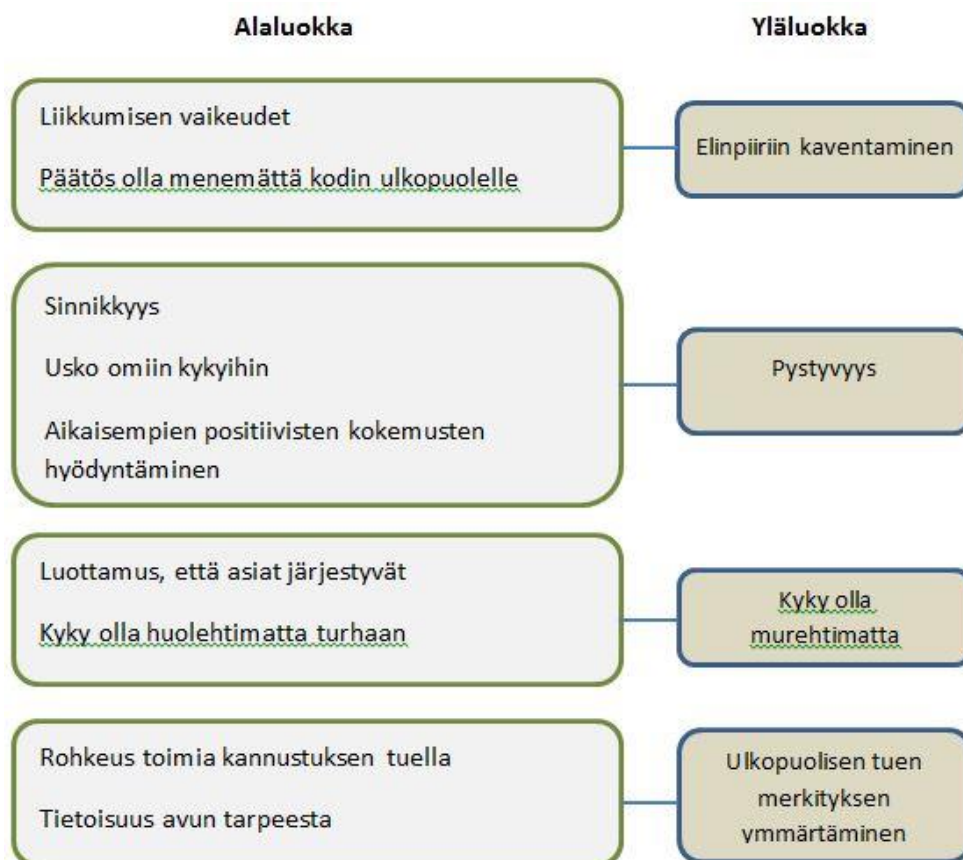 Alaluokka
Yläluokka
Liikkumisen vaikeudet
Päätös olla menemättä kodin ulkopuolelle
Elinpiiriin kaventaminen
Sinnikkyys
Usko omiin kykyihin
Aikaisempien positiivisten kokemusten
hyödyntäminen
Pystyvyys
Luottamus, että asiat järjestyvät
Kyky olla huolehtimatta turhaan
Kyky olla
murehtimatta
Rohkeus toimia kannustuksen tuella
Tietoisuus avun tarpeesta
Ulkopuolisen tuen
merkityksen
ymmärtäminen